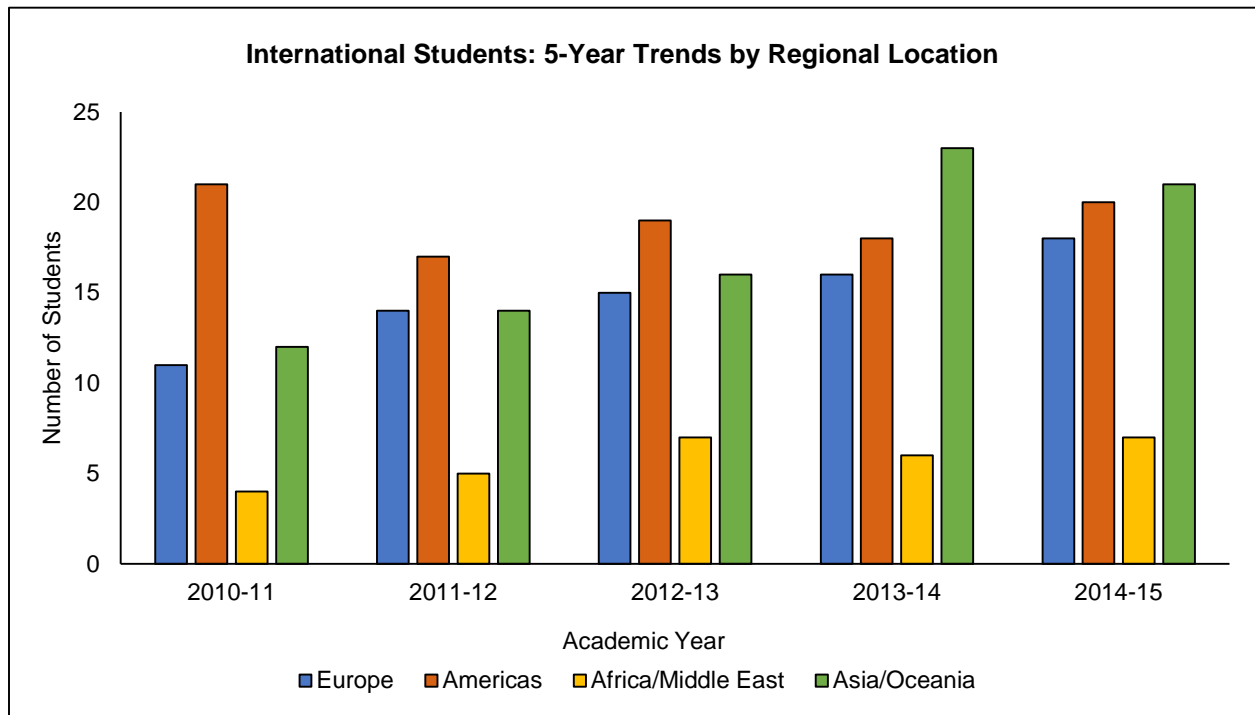 International Students: 5-Year Trends by Regional Location
25
20
15
10
5
0
Number of Students
2010-11 2011-12 2012-13 2013-14 2014-15
Academic Year
Europe Americas Africa/Middle East Asia/Oceania